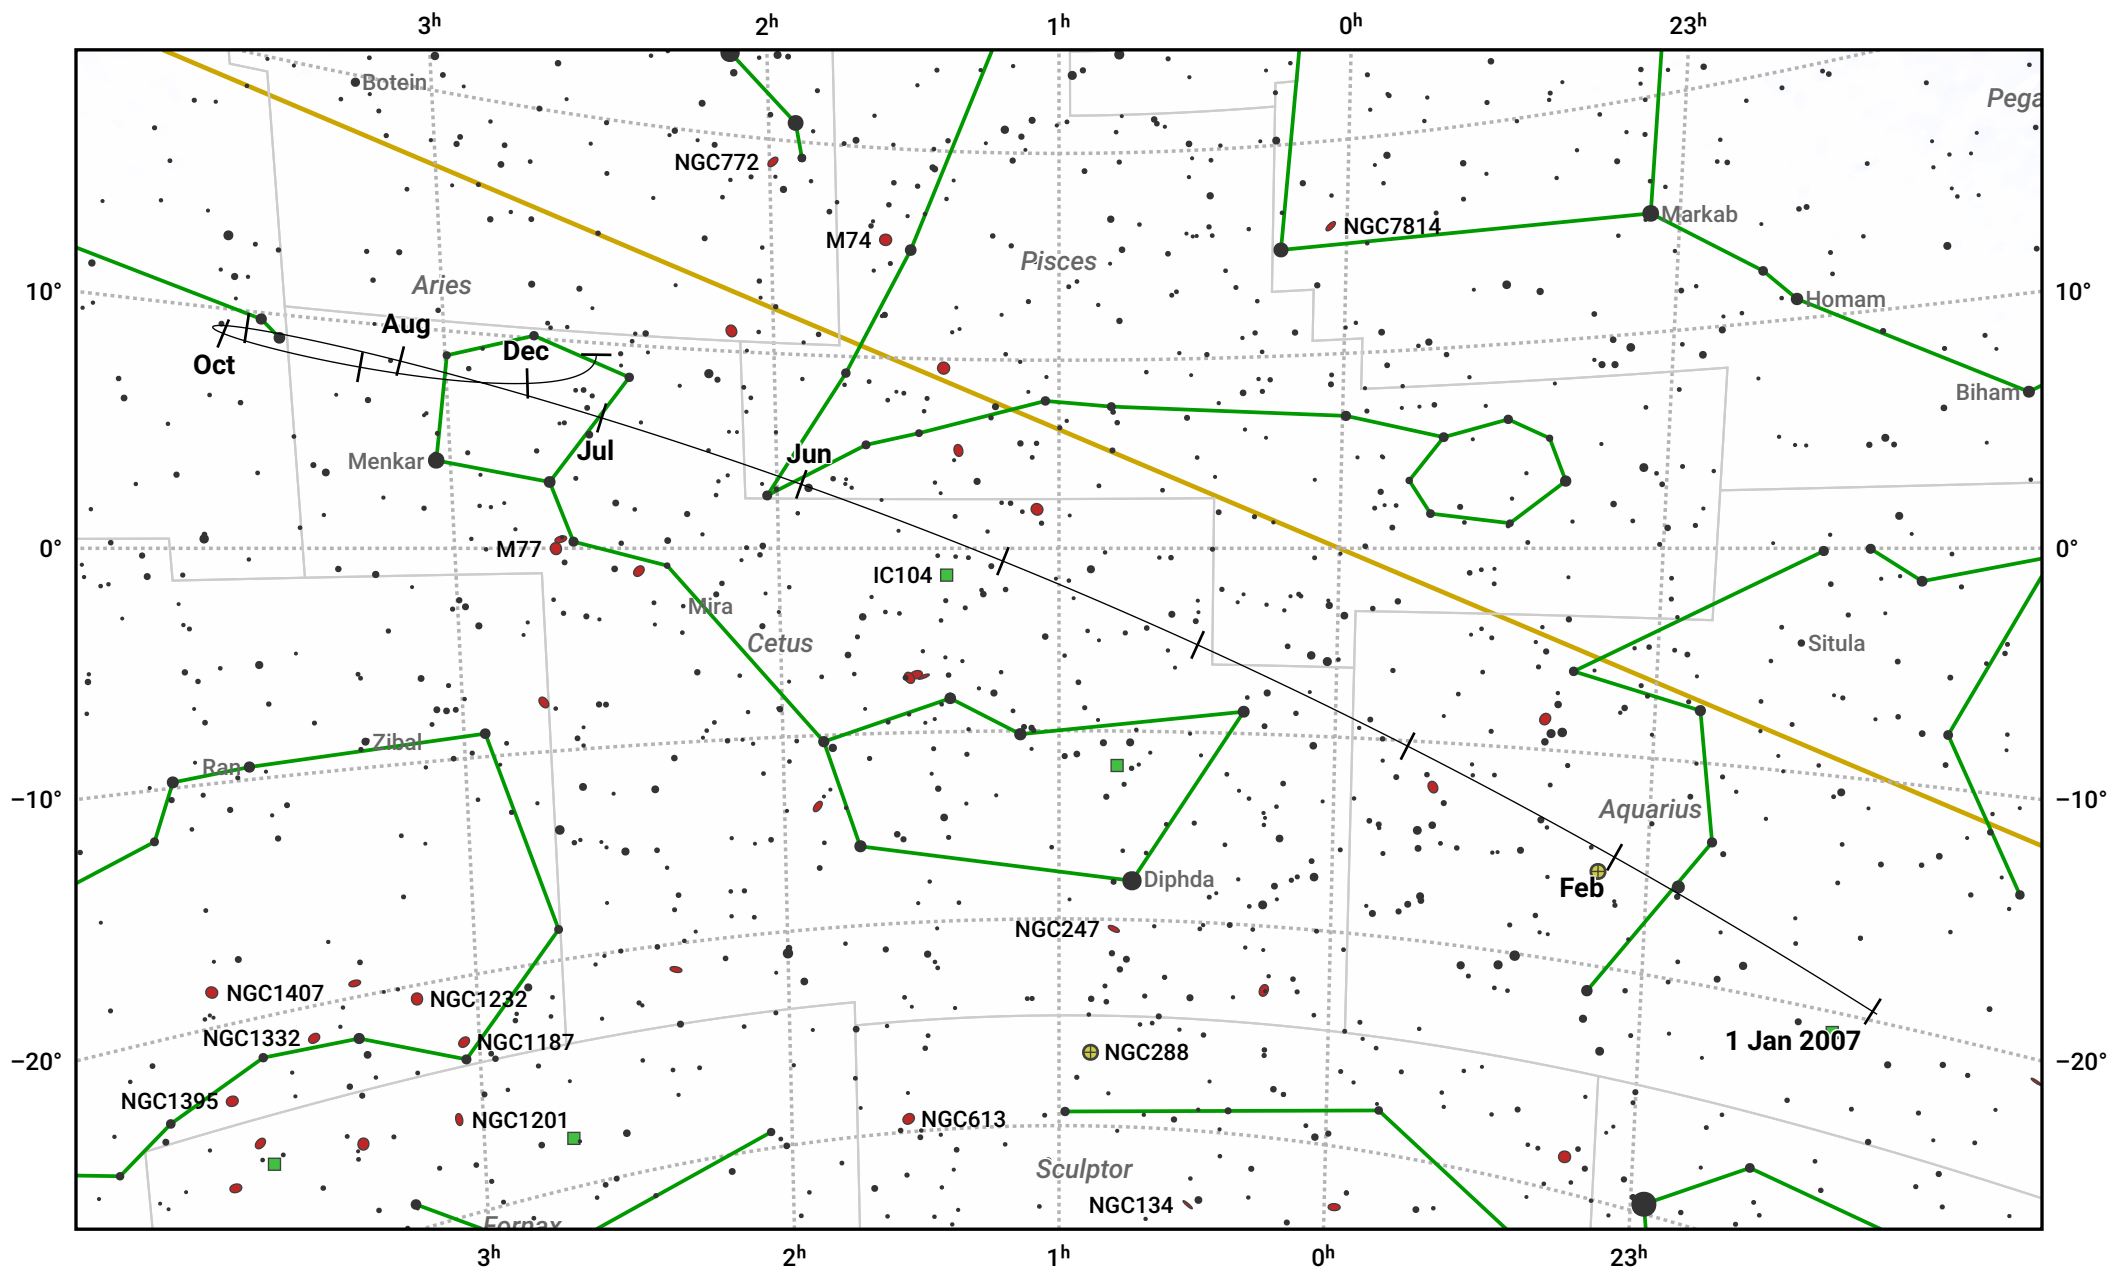 3ʰ 2ʰ 1ʰ 0ʰ 23ʰ
Botein
Pega
NGC772
Markab
M74
NGC7814
Pisces
Aries
10°
10°
Homam
Aug
Oct
Dec
Biham
Jul
Jun
Menkar
M77
0°
0°
IC104
Mira
Cetus
Situla
Zibal
Ran
−10°
−10°
Aquarius
Diphda
Feb
NGC247
NGC1407
NGC1232
NGC1332
NGC1187
1 Jan 2007
NGC288
−20°
−20°
NGC1395
NGC1201
NGC613
Sculptor
NGC134
Fornax
3ʰ 2ʰ 1ʰ 0ʰ 23ʰ